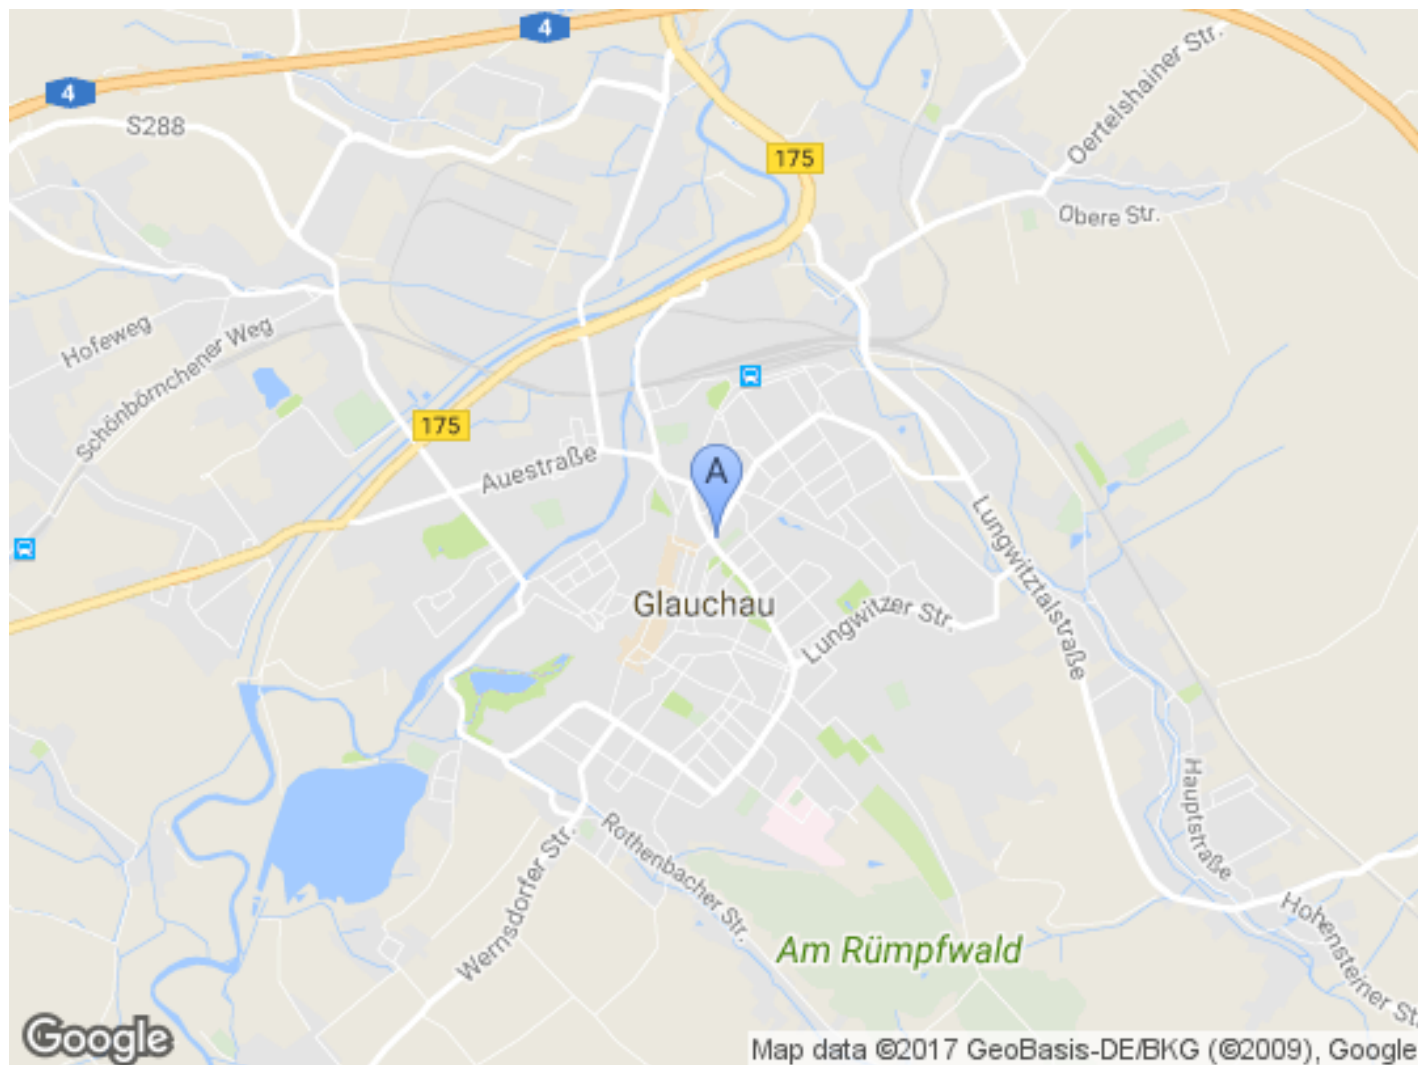 4
4
S288
175
Oertelshainer Str.
Obere Str.
Hofeweg
Schönbörnchener Weg
175
Auestraße
A
Lungwitztalstraße
Glauchau
Lungwitzer Str.
Hauptstraße
Rothenbacher Str.
Wernsdorfer Str.
Am Rümpfwald
Hohensteiner Str.
Google
Map data ©2017 GeoBasis-DE/BKG (©2009), Google